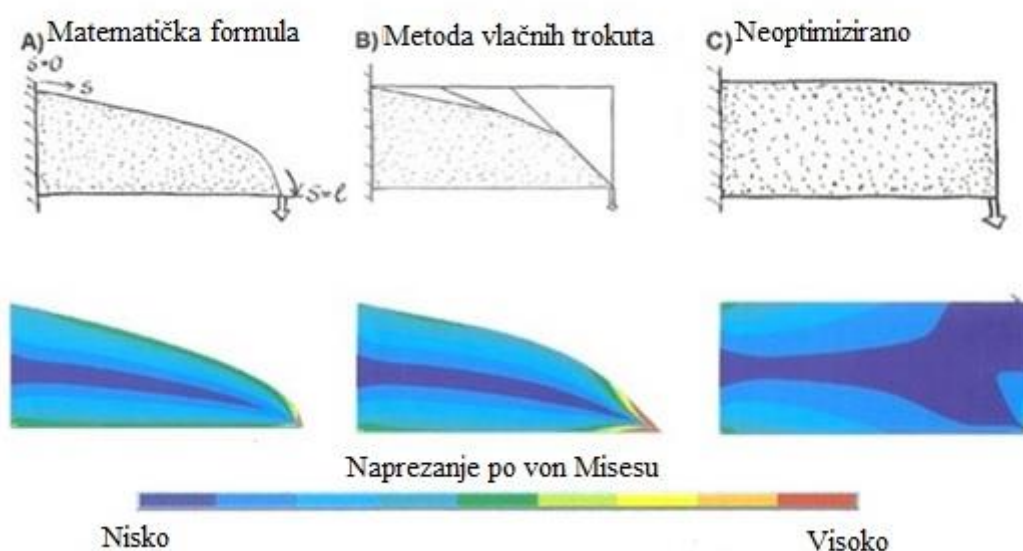 A) Matematička formula
B) Metoda vlačnih trokuta
C) Neoptimizirano
s=0
s
s=l
Naprezanje po von Misesu
Nisko
Visoko